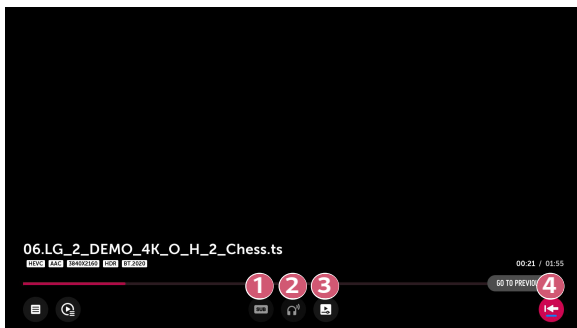 06.LG_2_DEMO_4K_O_H_2_Chess.ts
HEVC AAC 3840X2160 HDR BT.2020
00:21 / 01:55
1 2 3 4
GO TO PREVIOU
SUB